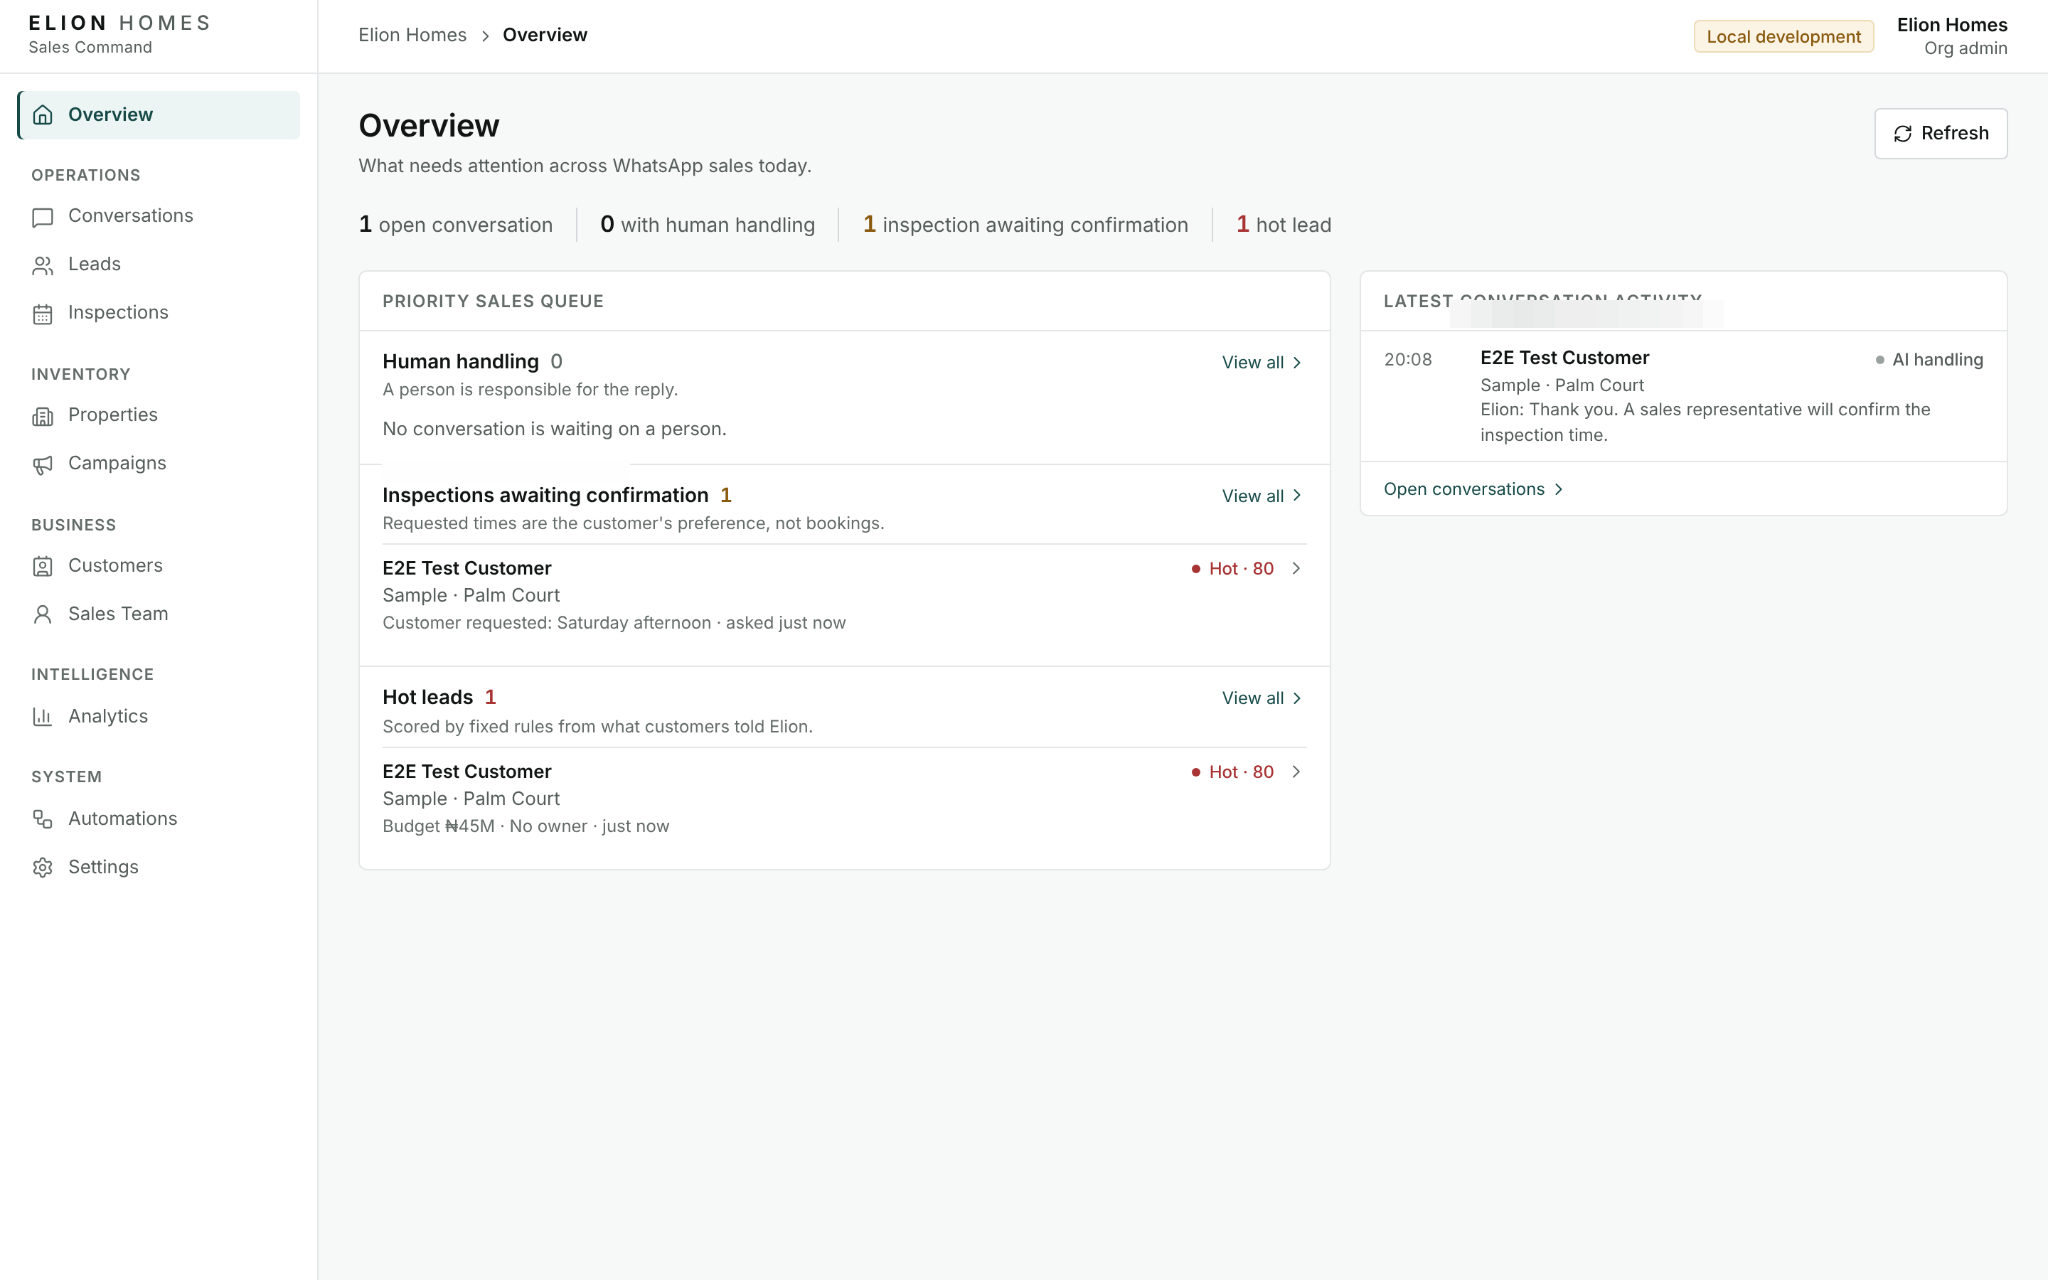 ELION HOMES
Sales Command
Elion Homes > Overview
Local development
Elion Homes
Org admin
Overview
OPERATIONS
Conversations
Leads
Inspections
INVENTORY
Properties
Campaigns
BUSINESS
Customers
Sales Team
INTELLIGENCE
Analytics
SYSTEM
Automations
Settings
Overview
What needs attention across WhatsApp sales today.
Refresh
1 open conversation
0 with human handling
1 inspection awaiting confirmation
1 hot lead
PRIORITY SALES QUEUE
Human handling 0
View all
A person is responsible for the reply.
No conversation is waiting on a person.
Inspections awaiting confirmation 1
View all
Requested times are the customer's preference, not bookings.
E2E Test Customer
Hot · 80
Sample · Palm Court
Customer requested: Saturday afternoon · asked just now
Hot leads 1
View all
Scored by fixed rules from what customers told Elion.
E2E Test Customer
Hot · 80
Sample · Palm Court
Budget ₦45M · No owner · just now
LATEST CONVERSATION ACTIVITY
20:08
E2E Test Customer
AI handling
Sample · Palm Court
Elion: Thank you. A sales representative will confirm the
inspection time.
Open conversations